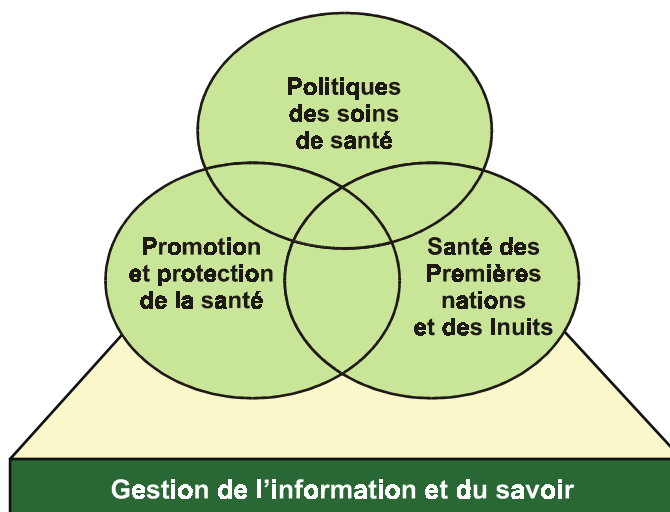 Politiques
des soins
de santé
Promotion
et protection
de la santé
Santé des
Premières
nations
et des Inuits
Gestion de l'information et du savoir